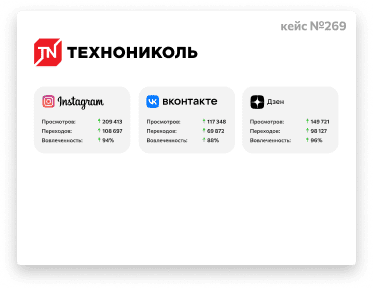 кейс №269
TN ТЕХНОНИКОЛЬ
Instagram
Просмотров: ↑ 209 413
Переходов: ↑ 108 697
Вовлеченность: ↑ 94%
вконтакте
Просмотров: ↑ 117 348
Переходов: ↑ 69 872
Вовлеченность: ↑ 88%
Дзен
Просмотров: ↑ 149 721
Переходов: ↑ 98 127
Вовлеченность: ↑ 96%